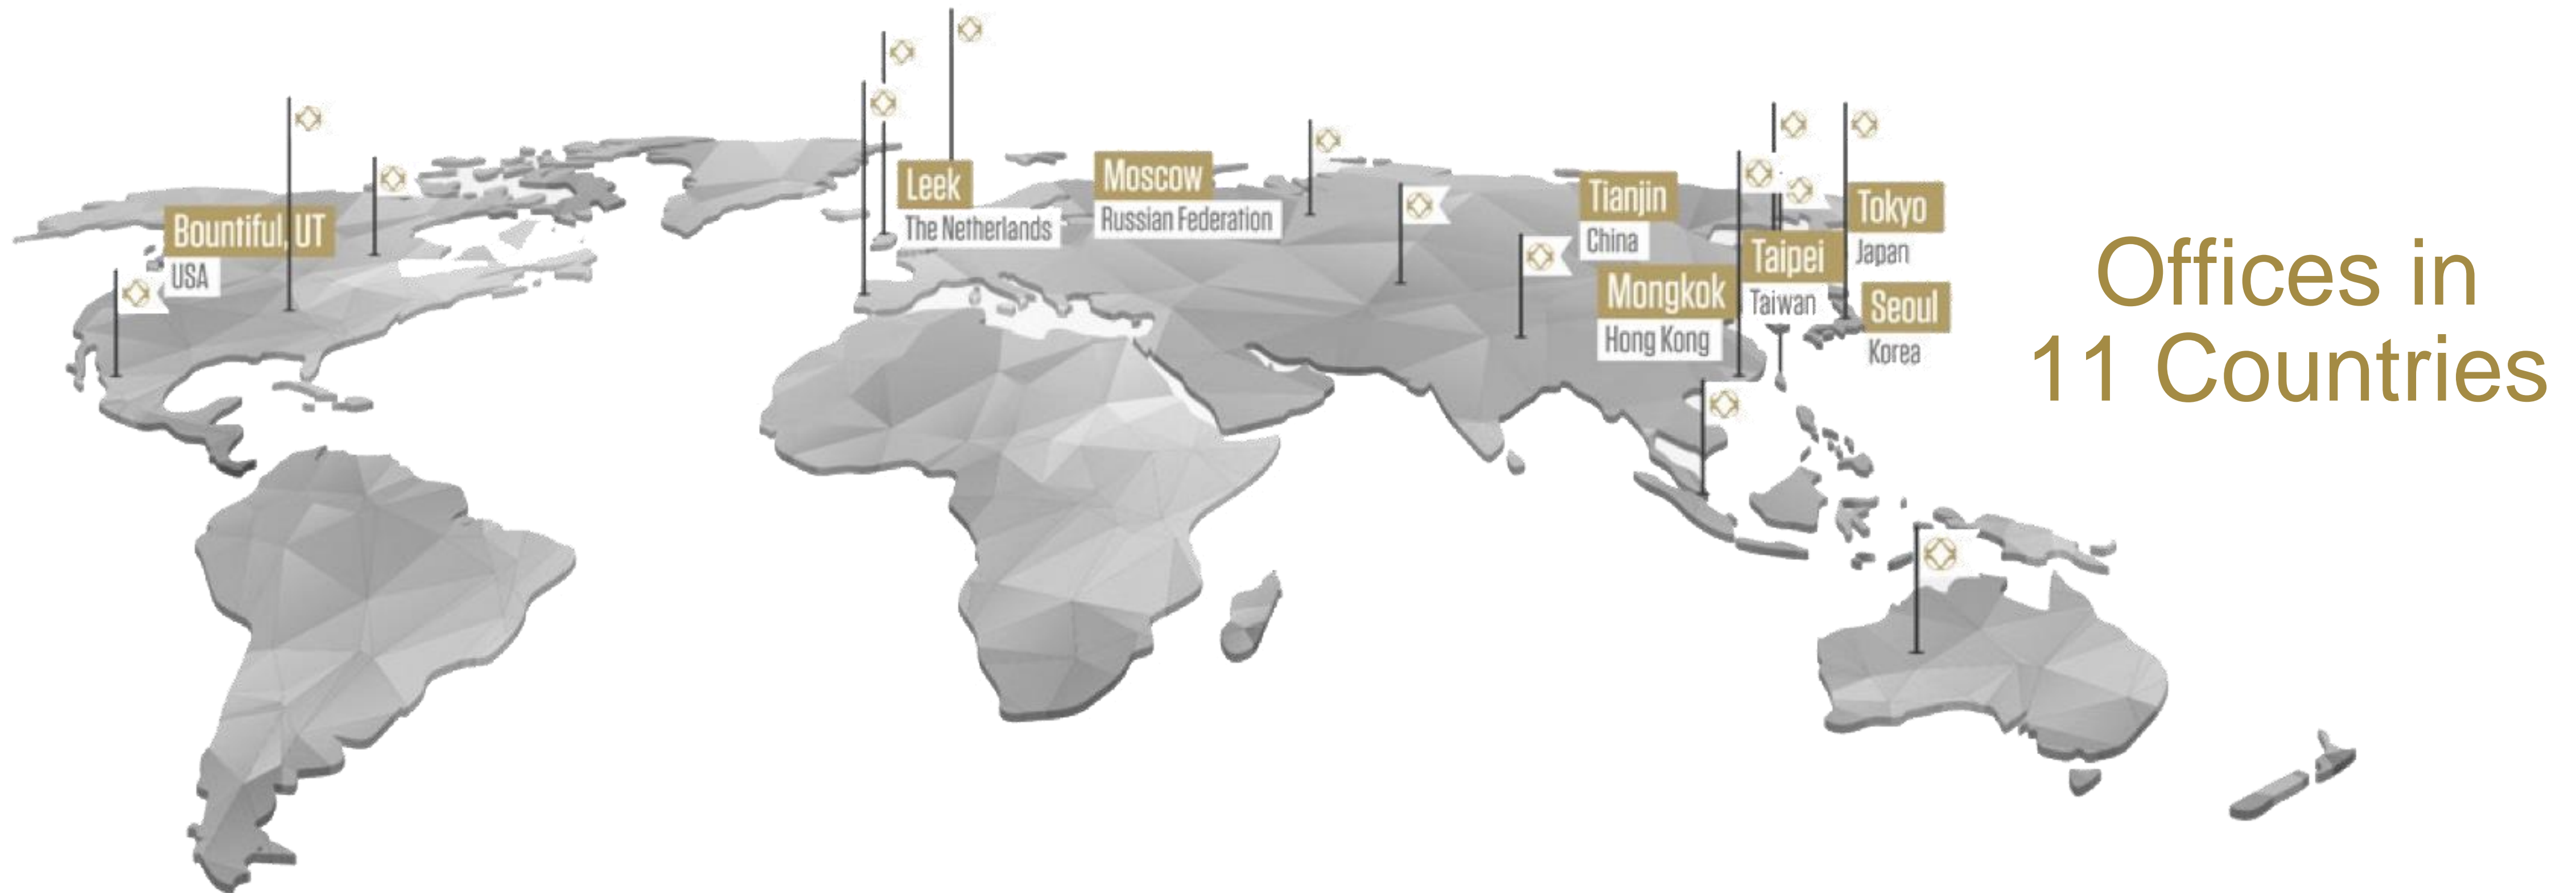 Bountiful, UT
USA
Leek
The Netherlands
Moscow
Russian Federation
Tianjin
China
Mongkok
Hong Kong
Taipei
Taiwan
Tokyo
Japan
Seoul
Korea
Offices in
11 Countries